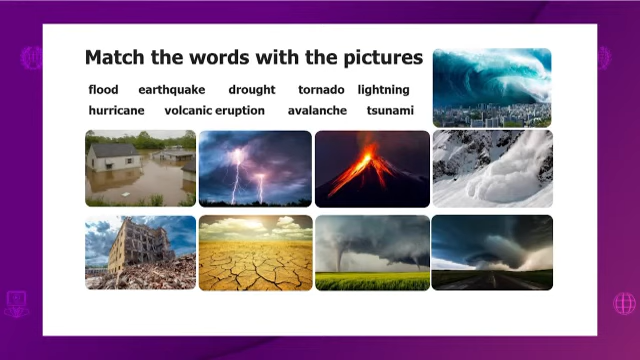 Match the words with the pictures
flood earthquake drought tornado lightning
hurricane volcanic eruption avalanche tsunami